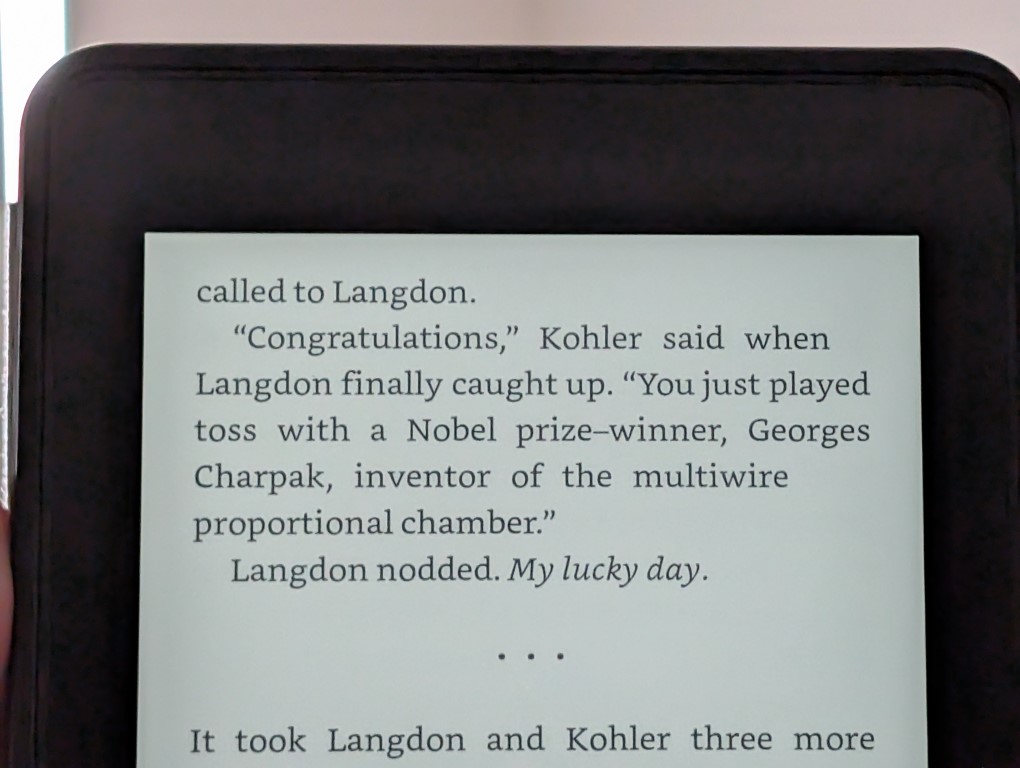 called to Langdon.
“Congratulations,” Kohler said when
Langdon finally caught up. “You just played
toss with a Nobel prize–winner, Georges
Charpak, inventor of the multiwire
proportional chamber.”
Langdon nodded. My lucky day.
. . .
It took Langdon and Kohler three more